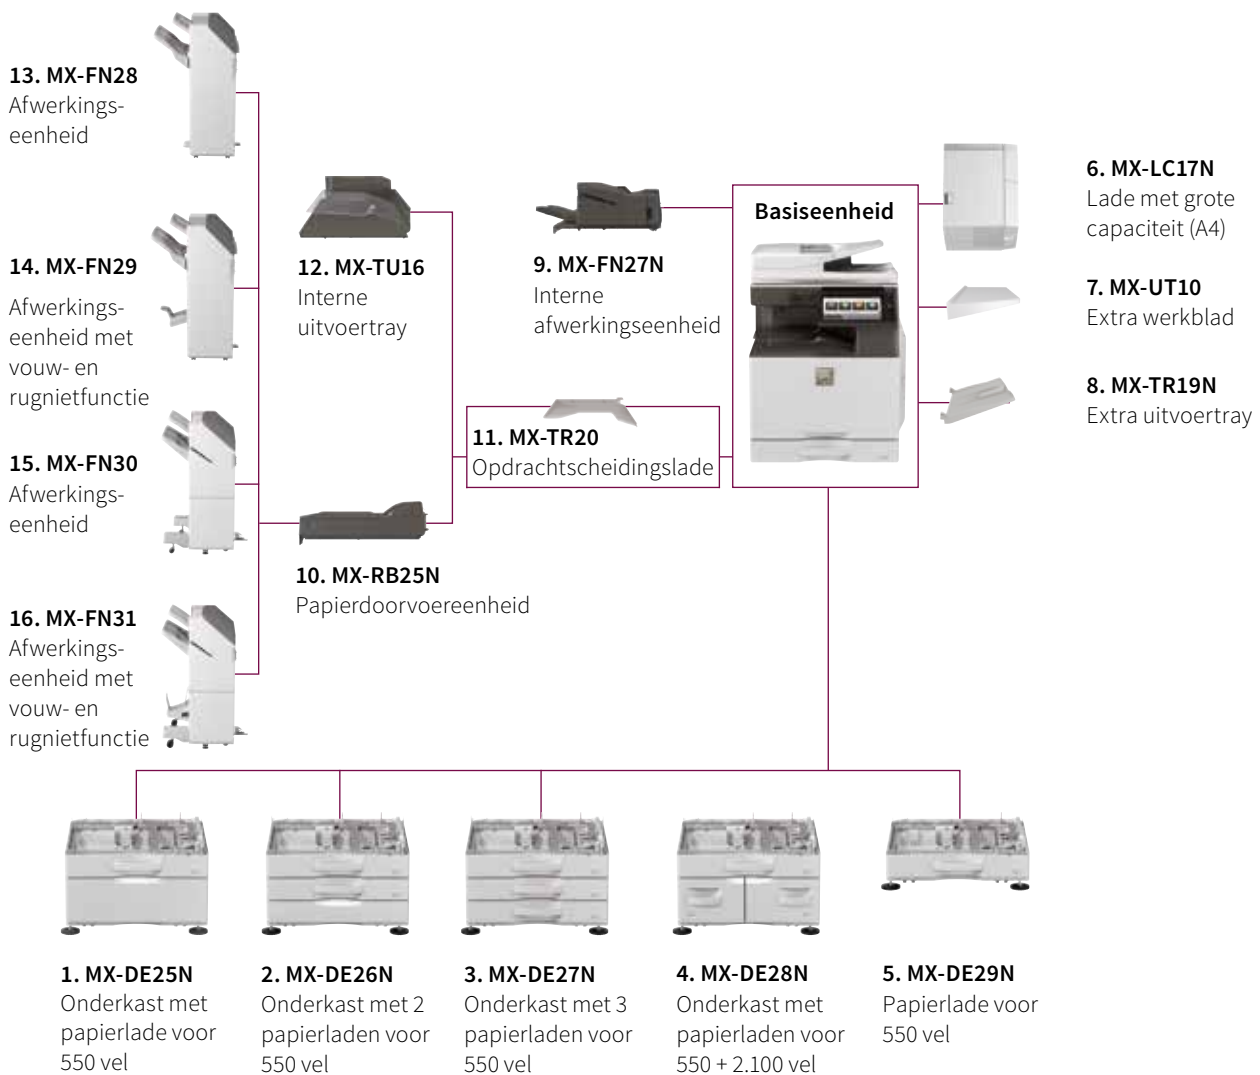 13. MX-FN28
Afwerkings-
eenheid
14. MX-FN29
Afwerkings-
eenheid met
vouw- en
rugnietfunctie
15. MX-FN30
Afwerkings-
eenheid
16. MX-FN31
Afwerkings-
eenheid met
vouw- en
rugnietfunctie
12. MX-TU16
Interne
uitvoertray
10. MX-RB25N
Papierdoorvoereenheid
9. MX-FN27N
Interne
afwerkingseenheid
11. MX-TR20
Opdrachtscheidingslade
Basiseenheid
6. MX-LC17N
Lade met grote
capaciteit (A4)
7. MX-UT10
Extra werkblad
8. MX-TR19N
Extra uitvoertray
1. MX-DE25N
Onderkast met
papierlade voor
550 vel
2. MX-DE26N
Onderkast met 2
papierladen voor
550 vel
3. MX-DE27N
Onderkast met 3
papierladen voor
550 vel
4. MX-DE28N
Onderkast met
papierladen voor
550 + 2.100 vel
5. MX-DE29N
Papierlade voor
550 vel